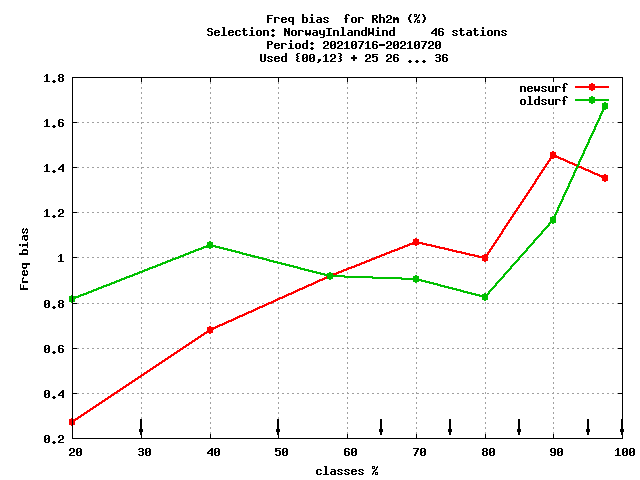 Freq bias  for Rh2m (%)
Selection: NorwayInlandWind     46 stations
Period: 20210716-20210720
Used {00,12} + 25 26 ... 36
newsurf
oldsurf
1.8
1.6
1.4
1.2
1
0.8
0.6
0.4
0.2
Freq bias
20 30 40 50 60 70 80 90 100
classes %